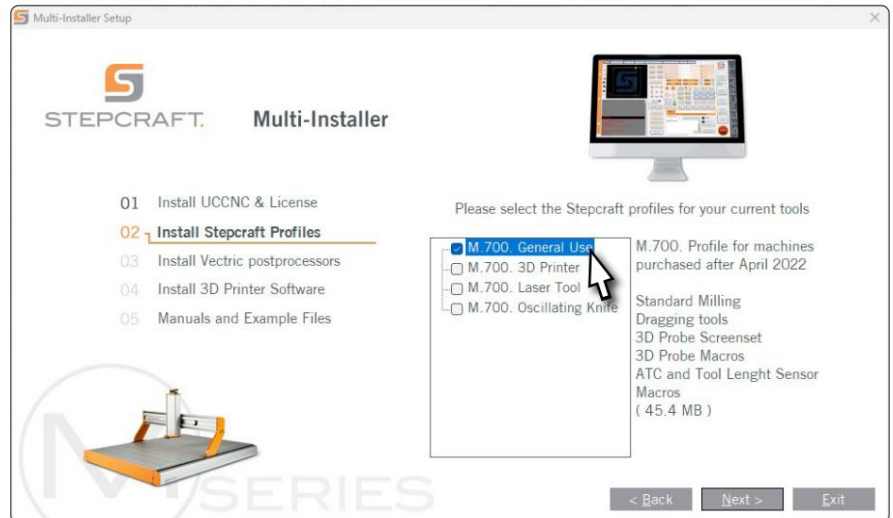 Multi-Installer Setup
STEPCRAFT.
Multi-Installer
01 Install UCCNC & License
02 Install Stepcraft Profiles
03 Install Vectric postprocessors
04 Install 3D Printer Software
05 Manuals and Example Files
Please select the Stepcraft profiles for your current tools
M.700. General Use
M.700. 3D Printer
M.700. Laser Tool
M.700. Oscillating Knife
M.700. Profile for machines
purchased after April 2022
Standard Milling
Dragging tools
3D Probe Screenset
3D Probe Macros
ATC and Tool Lenght Sensor
Macros
( 45.4 MB )
M SERIES
< Back
Next >
Exit